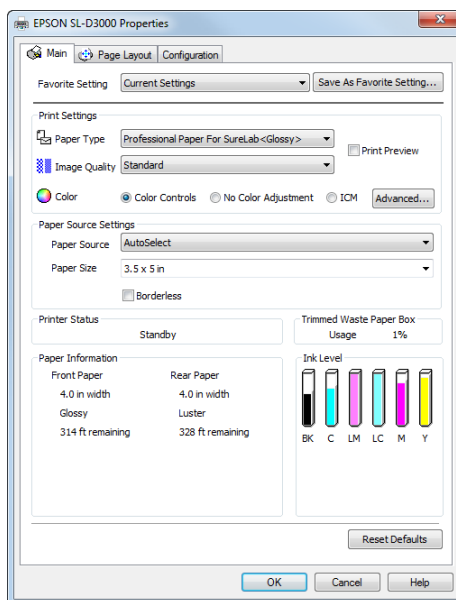 EPSON SL-D3000 Properties
Main Page Layout Configuration
Favorite Setting Current Settings Save As Favorite Setting...
Print Settings
Paper Type Professional Paper For SureLab<Glossy>
Print Preview
Image Quality Standard
Color Color Controls No Color Adjustment ICM Advanced...
Paper Source Settings
Paper Source AutoSelect
Paper Size 3.5 x 5 in
Borderless
Printer Status Trimmed Waste Paper Box
Standby Usage 1%
Paper Information Ink Level
Front Paper Rear Paper
4.0 in width 4.0 in width
Glossy Luster
314 ft remaining 328 ft remaining
BK C LM LC M Y
Reset Defaults
OK Cancel Help